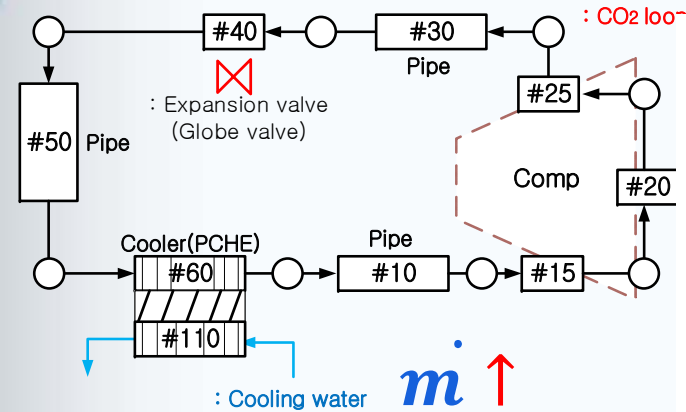 : CO2 loo
#40
#30
Pipe
#25
: Expansion valve
(Globe valve)
#50
Pipe
Comp
#20
Cooler(PCHE)
Pipe
#60
#10
#15
#110
: Cooling water
ṁ ↑